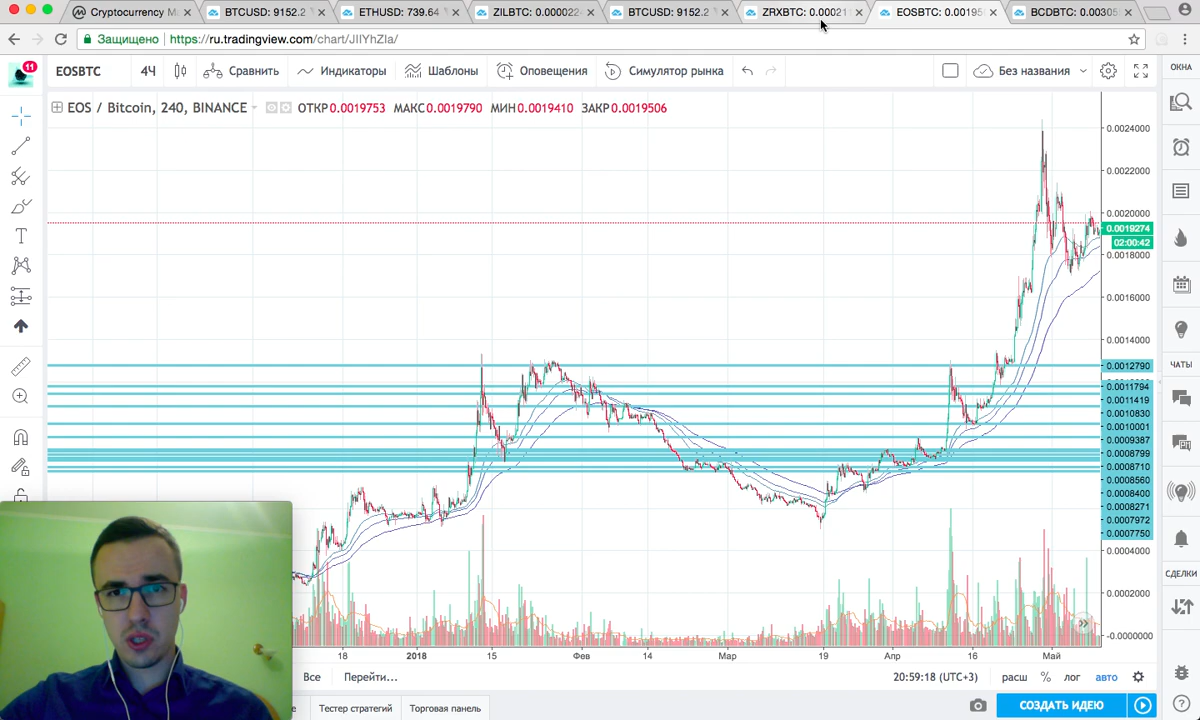 Cryptocurrency M
BTCUSD: 9152.2
ETHUSD: 739.64
ZILBTC: 0.000022
BTCUSD: 9152.2
ZRXBTC: 0.00021
EOSBTC: 0.00195
BCDBTC: 0.00305
Защищено
https://ru.tradingview.com/chart/JIIYhZIa/
11
EOSBTC
4Ч
Сравнить
Индикаторы
Шаблоны
Оповещения
Симулятор рынка
Без названия
ОКНА
EOS / Bitcoin, 240, BINANCE
ОТКР 0.0019753 МАКС 0.0019790 МИН 0.0019410 ЗАКР 0.0019506
0.0024000
0.0022000
0.0020000
0.0019274
02:00:42
0.0018000
0.0016000
0.0014000
0.0012790
0.0011794
0.0011419
0.0010830
0.0010001
0.0009387
0.0008799
0.0008710
0.0008560
0.0008400
0.0008271
0.0007972
0.0007750
0.0004000
0.0002000
-0.0000000
ЧАТЫ
СДЕЛКИ
18
2018
15
Фев
14
Мар
19
Апр
16
Май
Все
Перейти...
20:59:18 (UTC+3)
расш
%
лог
авто
Тестер стратегий
Торговая панель
СОЗДАТЬ ИДЕЮ